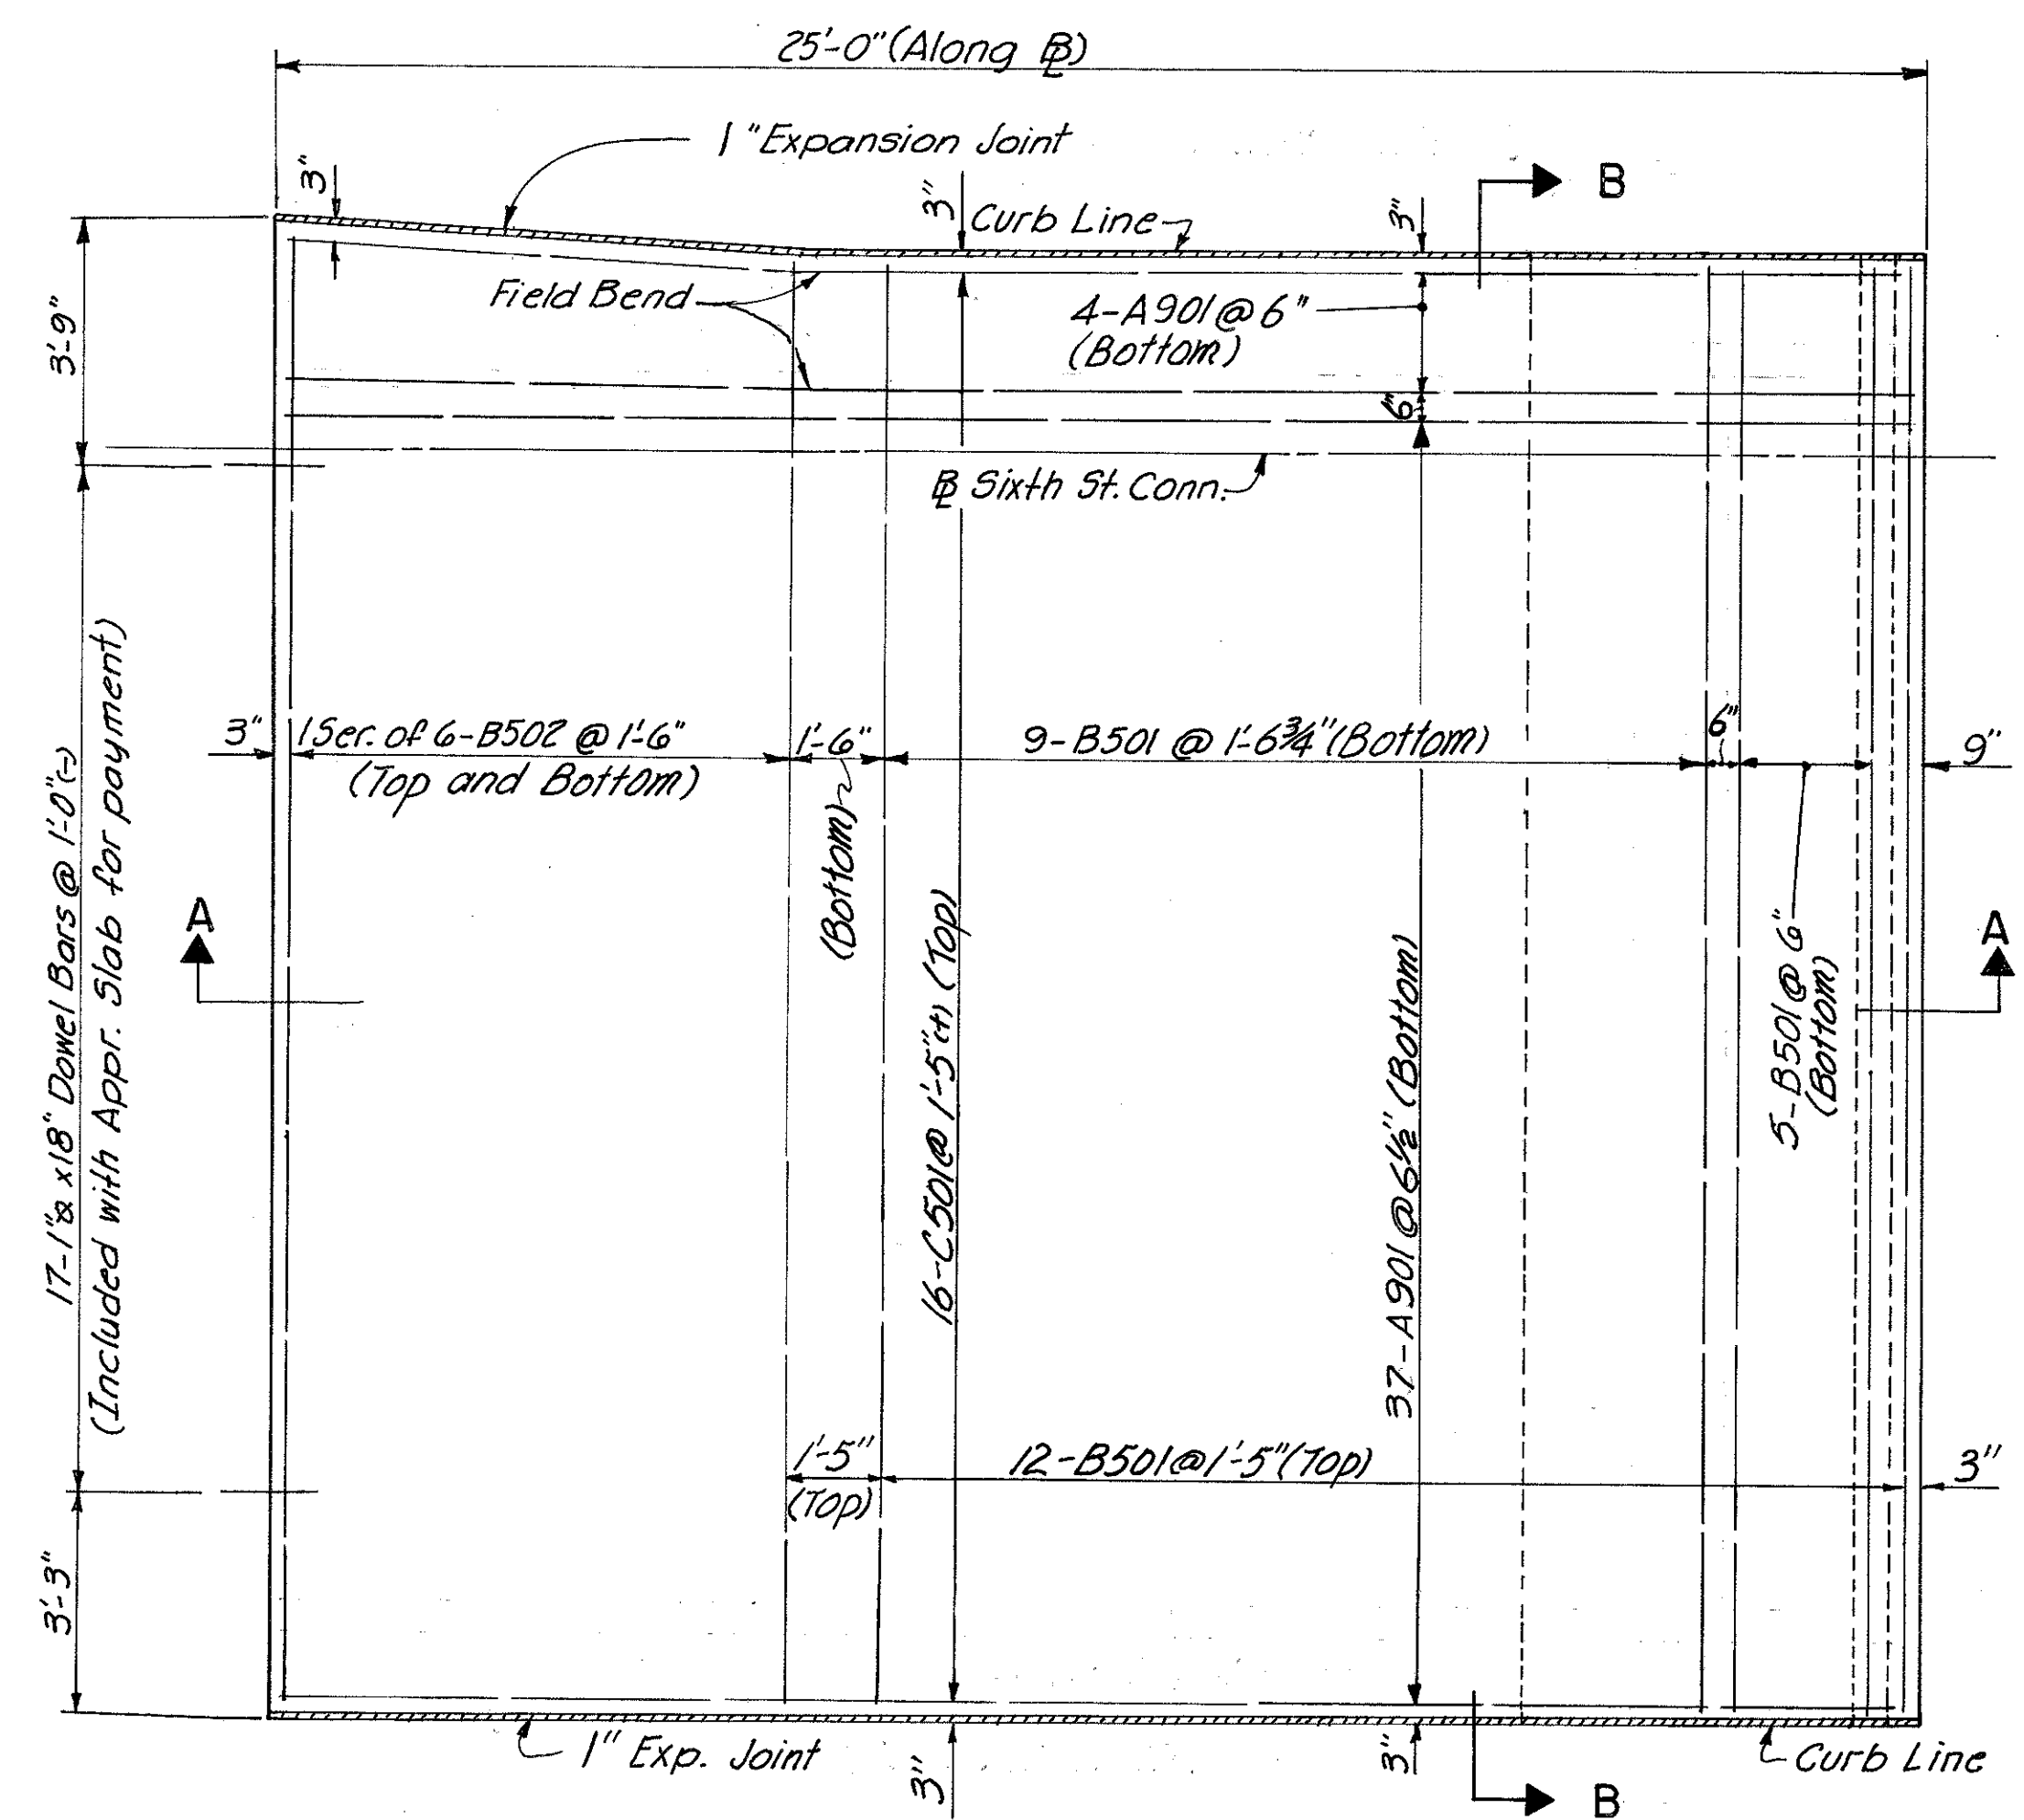 25'-0" (Along ℄)
1" Expansion Joint
3"
3"
Curb Line
3"
B
Field Bend
4-A901 @ 6"
(Bottom)
3'-9"
6"
℄ Sixth St. Conn.
3"
1 Ser. of 6-B502 @ 1'-6"
(Top and Bottom)
1'-6"
(Bottom)
9-B501 @ 1'-6¾" (Bottom)
6"
9"
17-1"⌀ x18" Dowel Bars @ 1'-0"(-)
(Included with Appr. Slab for payment)
A
16-C501 @ 1'-5"(+) (Top)
37-A901 @ 6½" (Bottom)
5-B501 @ 6"
(Bottom)
A
1'-5"
(Top)
12-B501 @ 1'-5" (Top)
3"
3'-3"
1" Exp. Joint
3"
3"
Curb Line
B